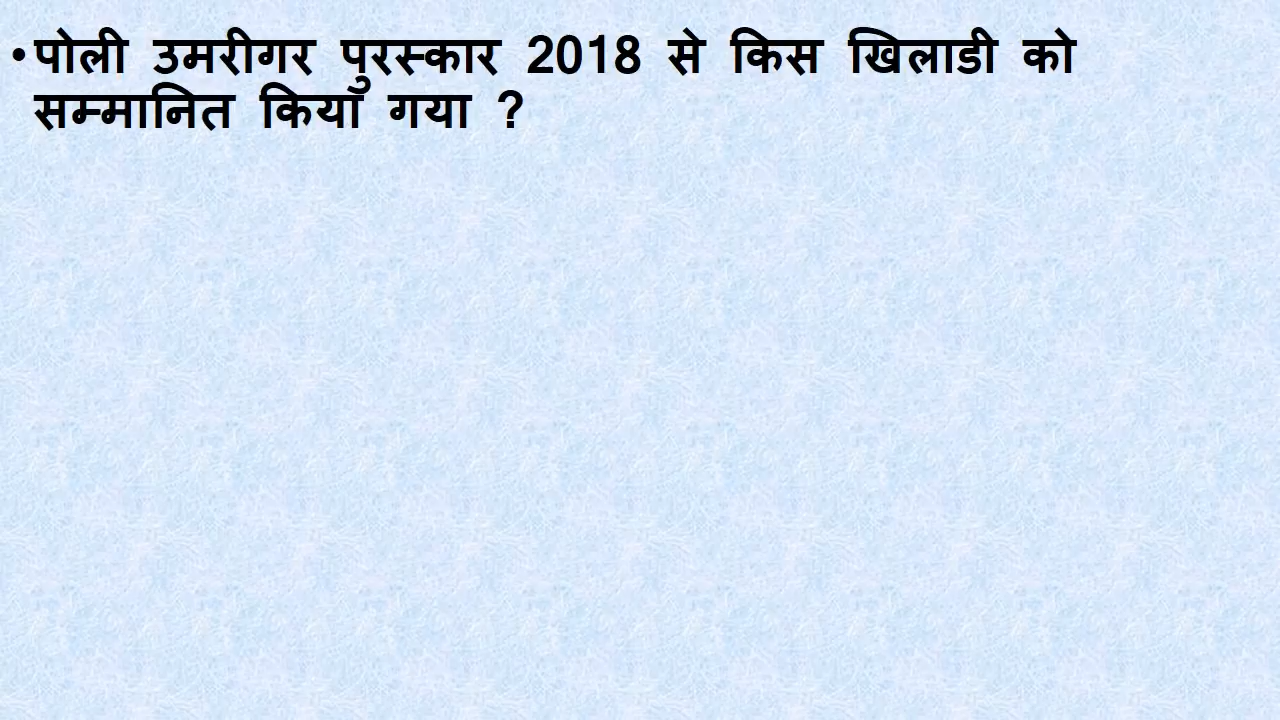 •पोली उमरीगर पुरस्कार 2018 से किस खिलाडी को
सम्मानित किया गया ?